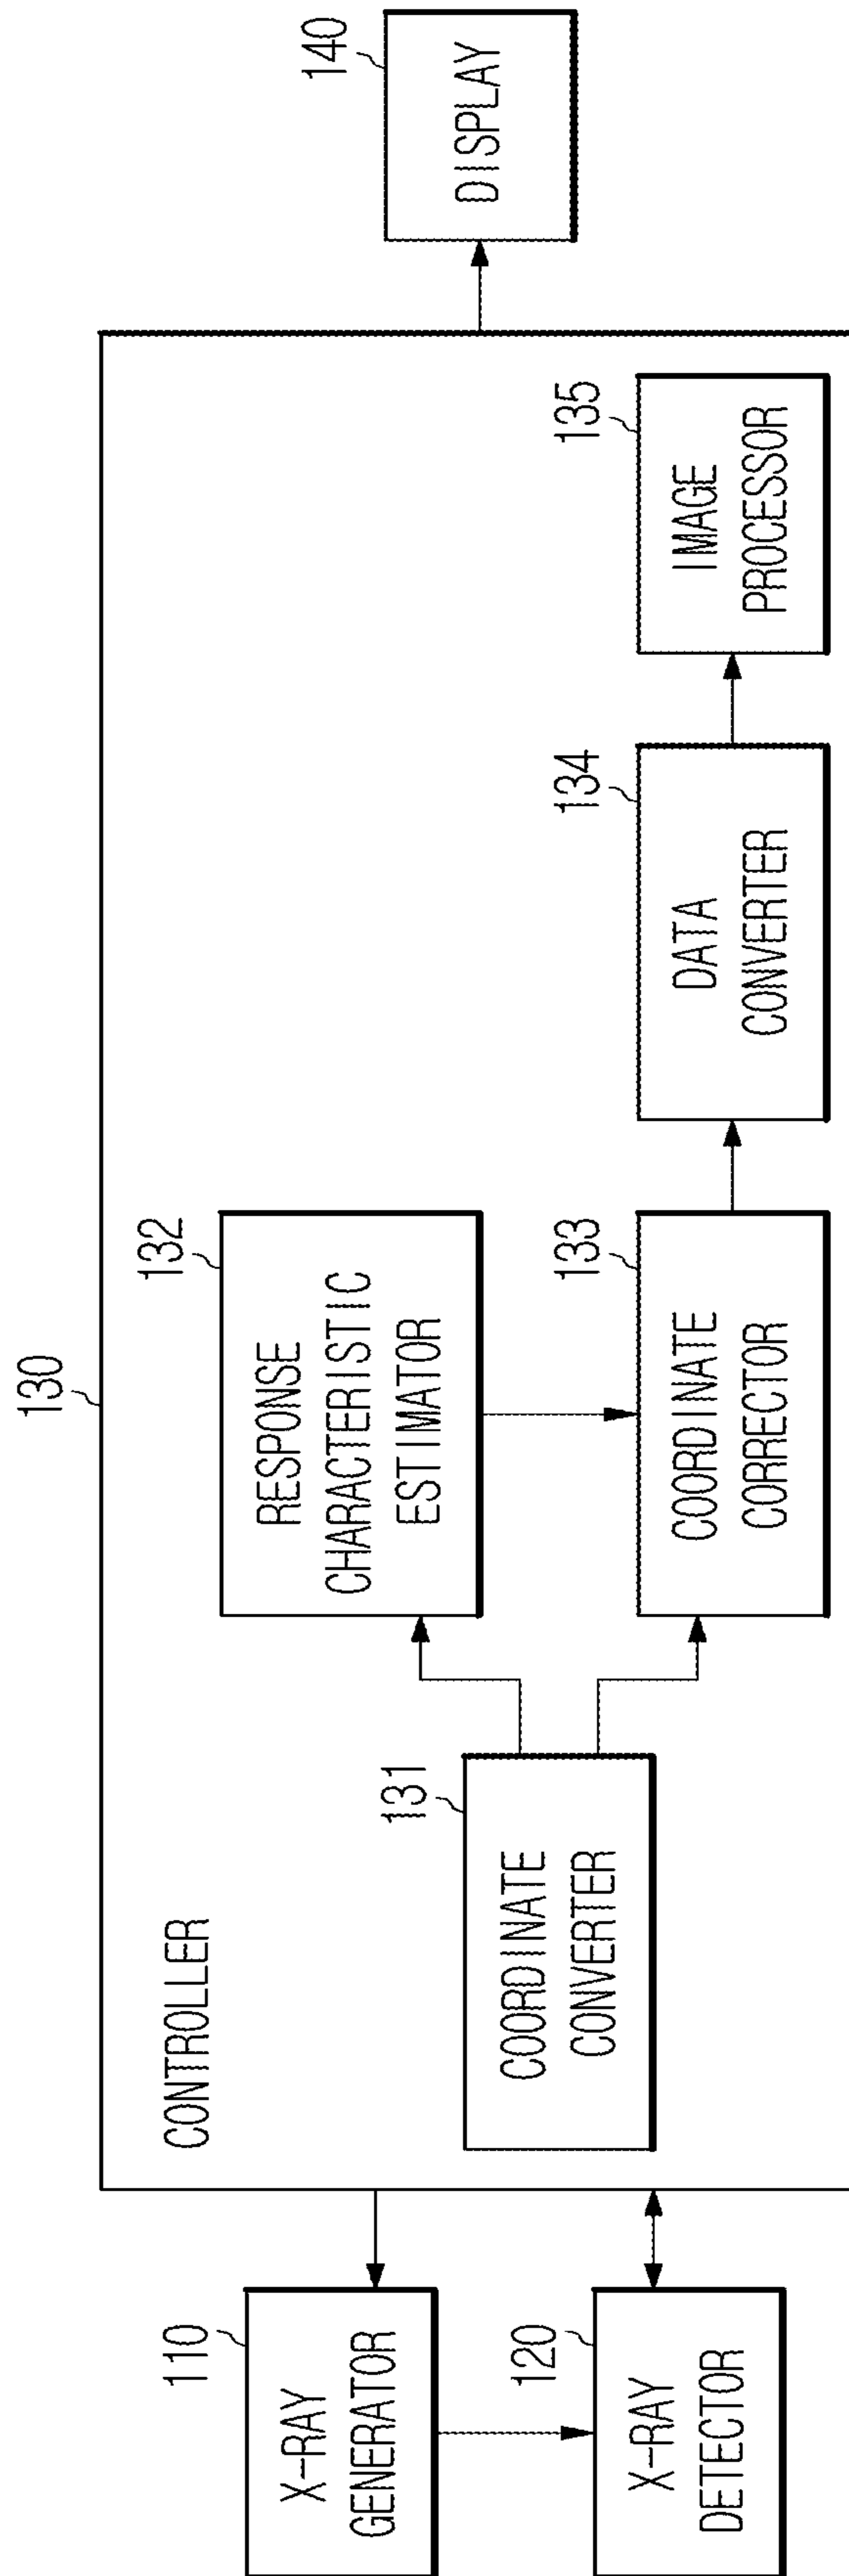 130
CONTROLLER
110
X-RAY
GENERATOR
120
X-RAY
DETECTOR
131
COORDINATE
CONVERTER
132
RESPONSE
CHARACTERISTIC
ESTIMATOR
133
COORDINATE
CORRECTOR
134
DATA
CONVERTER
135
IMAGE
PROCESSOR
140
DISPLAY